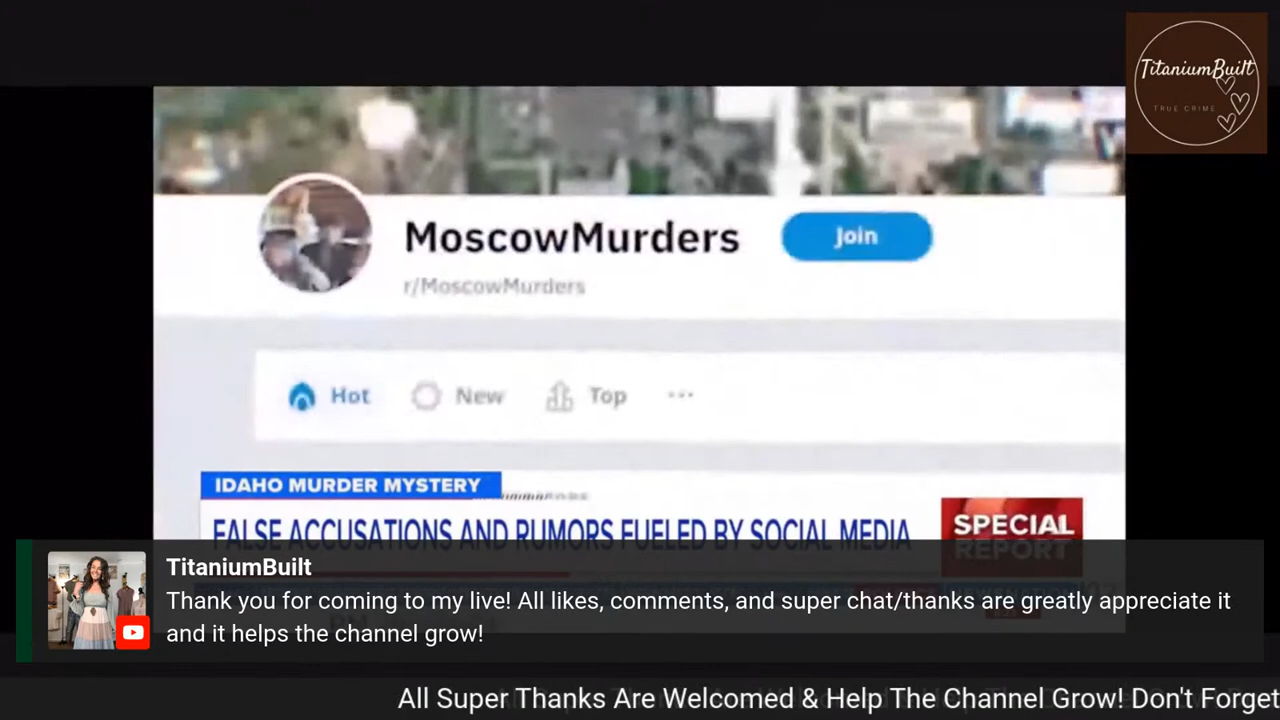 TitaniumBuilt
TRUE CRIME
MoscowMurders
Join
r/MoscowMurders
Hot
New
Top
...
IDAHO MURDER MYSTERY
FALSE ACCUSATIONS AND RUMORS FUELED BY SOCIAL MEDIA
SPECIAL
REPORT
TitaniumBuilt
Thank you for coming to my live! All likes, comments, and super chat/thanks are greatly appreciate it
and it helps the channel grow!
All Super Thanks Are Welcomed & Help The Channel Grow! Don't Forget